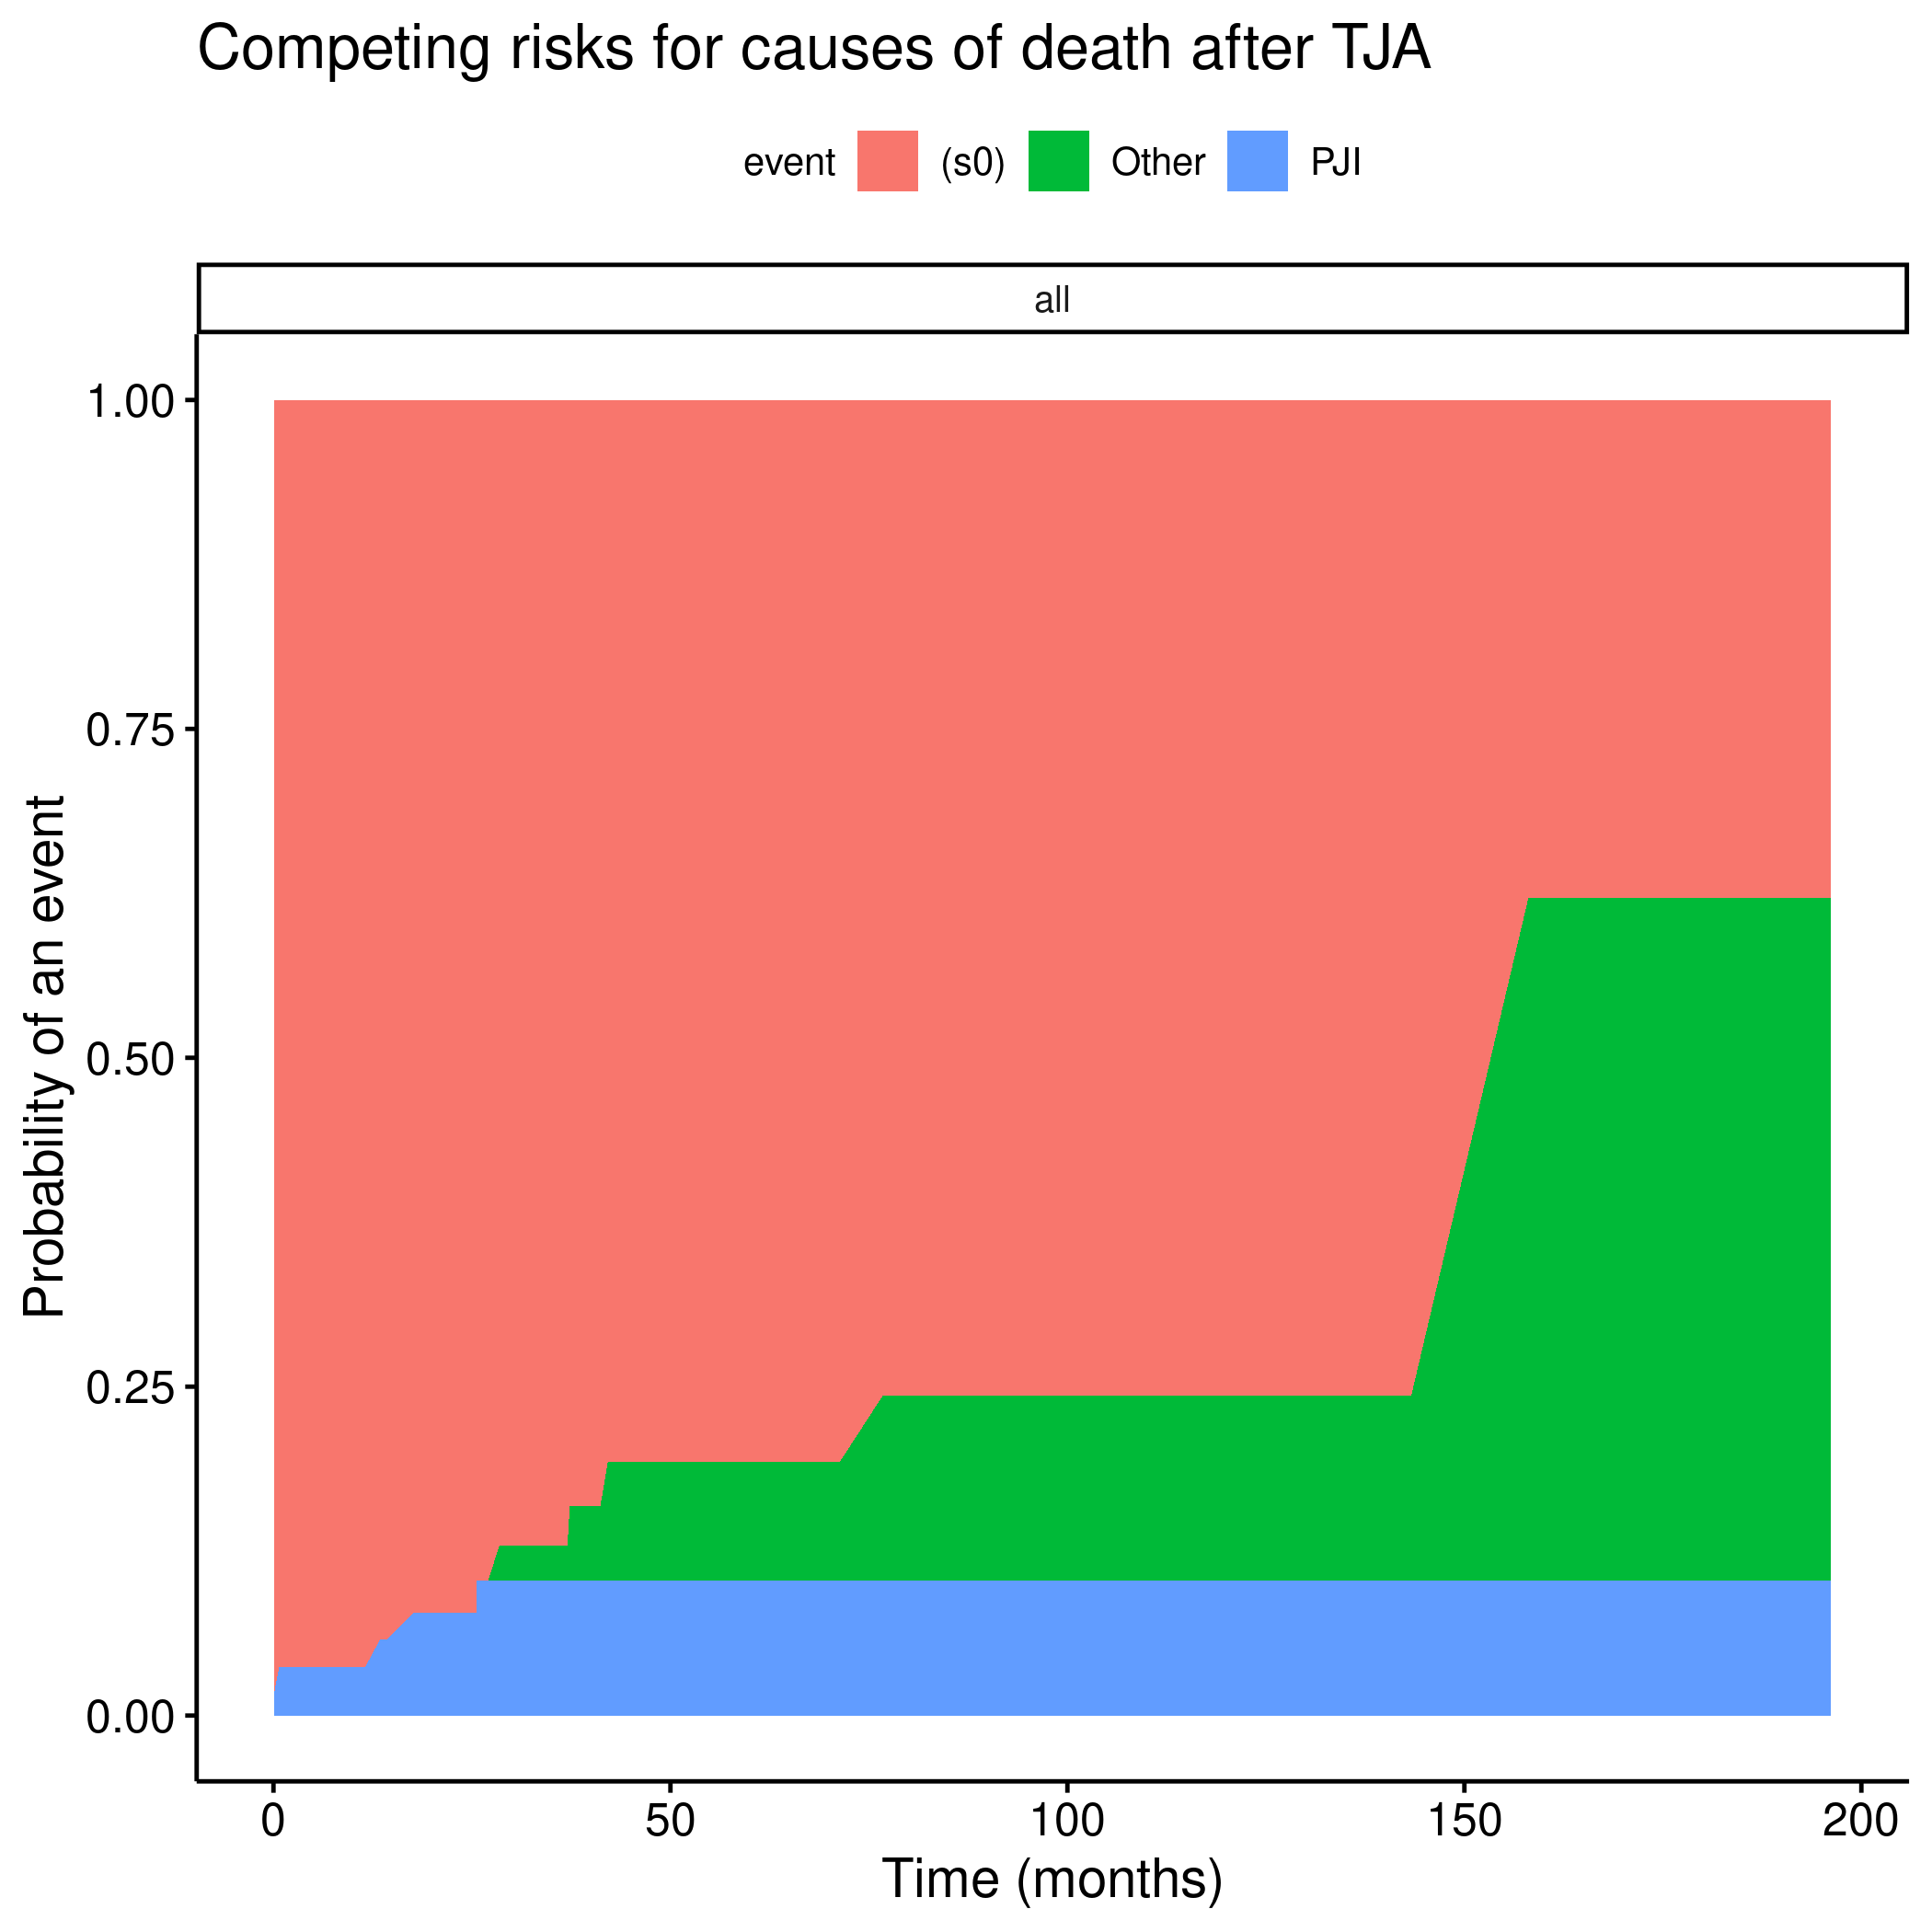 Competing risks for causes of death after TJA
event (s0) Other PJI
all
Probability of an event
1.00
0.75
0.50
0.25
0.00
0 50 100 150 200
Time (months)